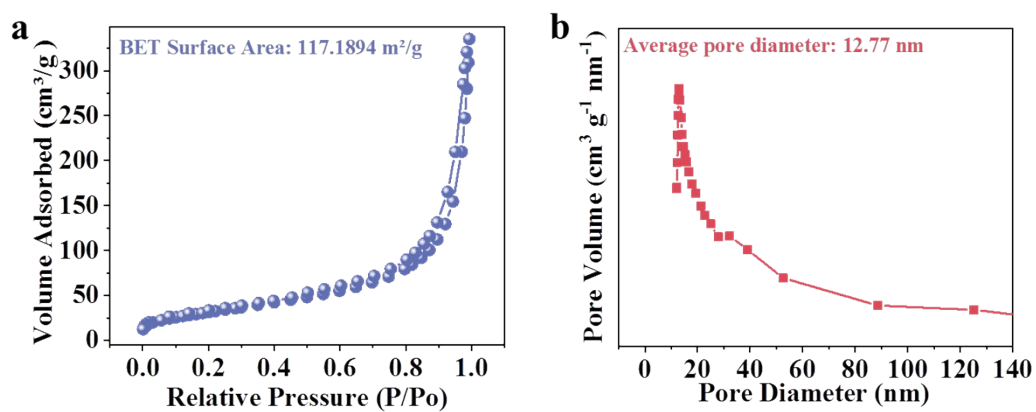 a
BET Surface Area: 117.1894 m²/g
Volume Adsorbed (cm³/g)
300
250
200
150
100
50
0
0.0 0.2 0.4 0.6 0.8 1.0
Relative Pressure (P/Po)
b
Average pore diameter: 12.77 nm
Pore Volume (cm³ g⁻¹ nm⁻¹)
0 20 40 60 80 100 120 140
Pore Diameter (nm)